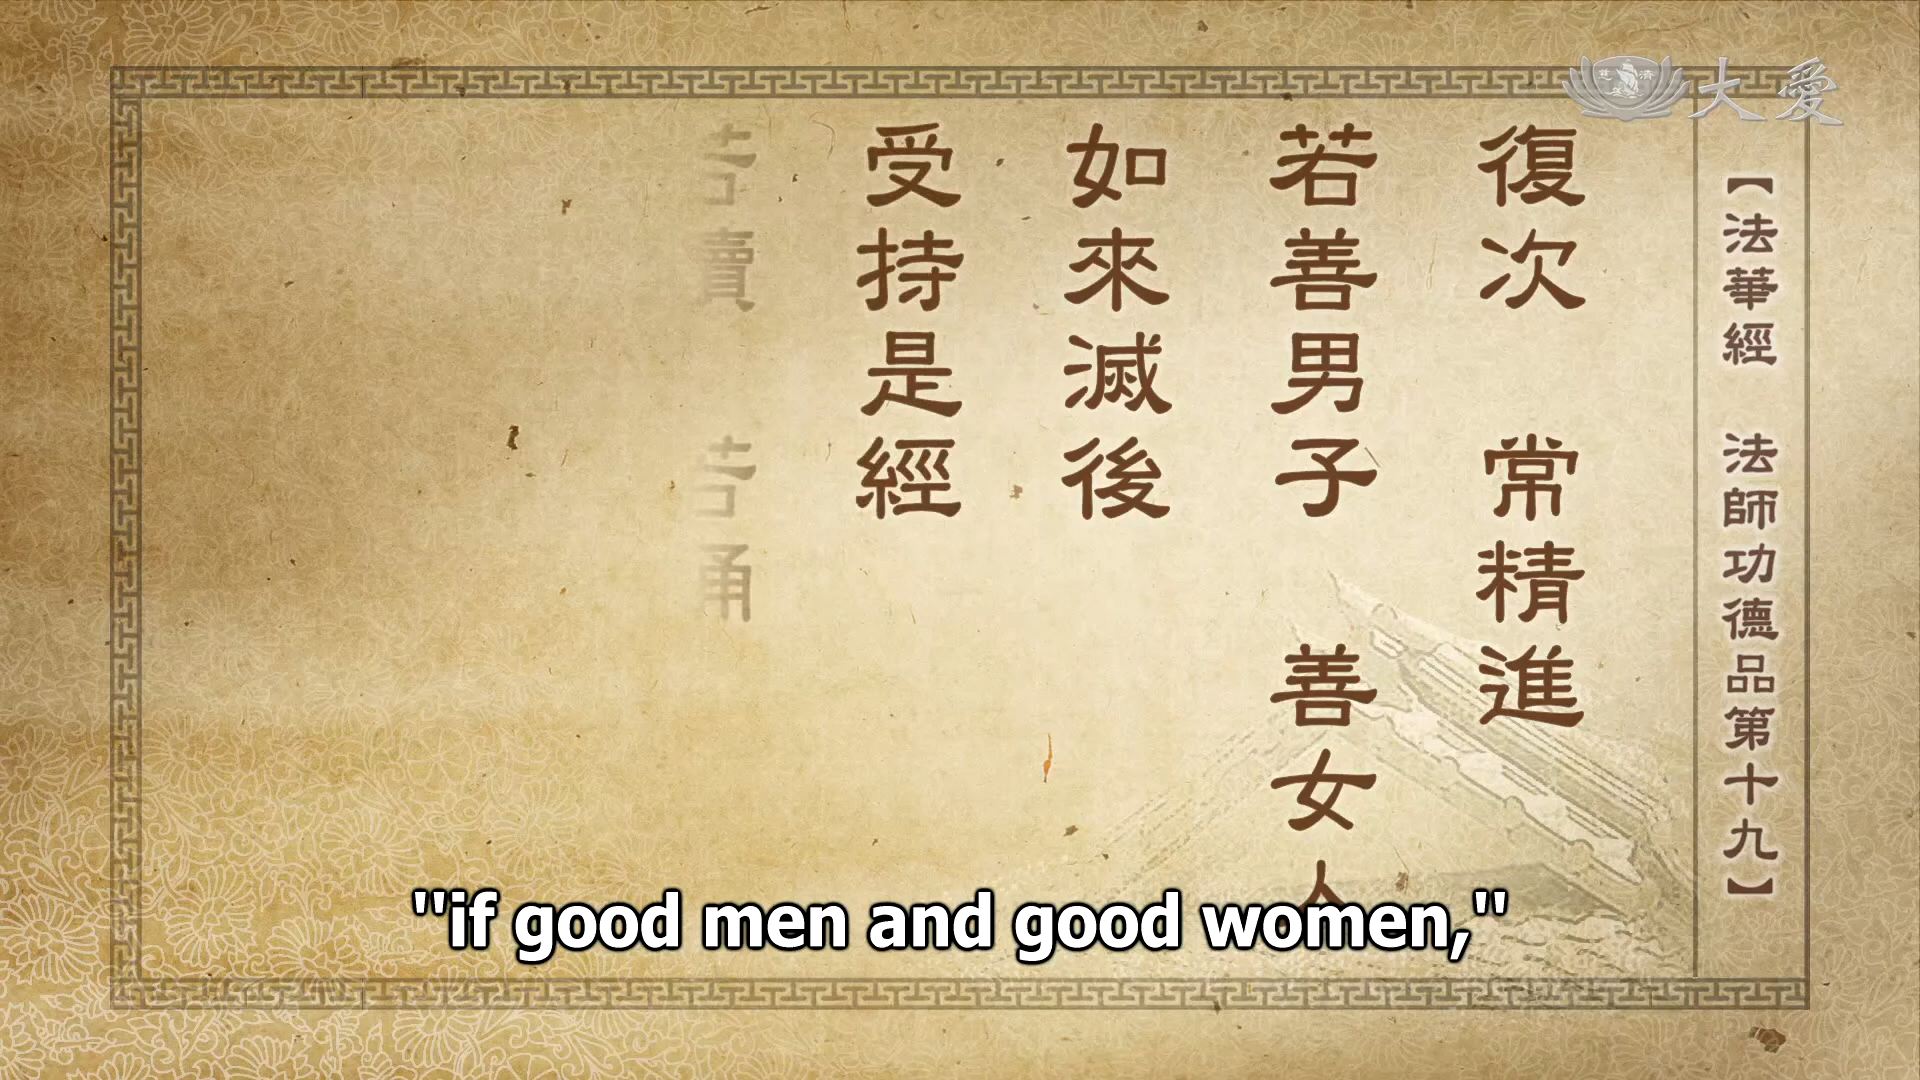 大愛
慈濟
【法華經 法師功德品第十九】
復次 常精進
若善男子 善女人
如來滅後
受持是經
"if good men and good women,"